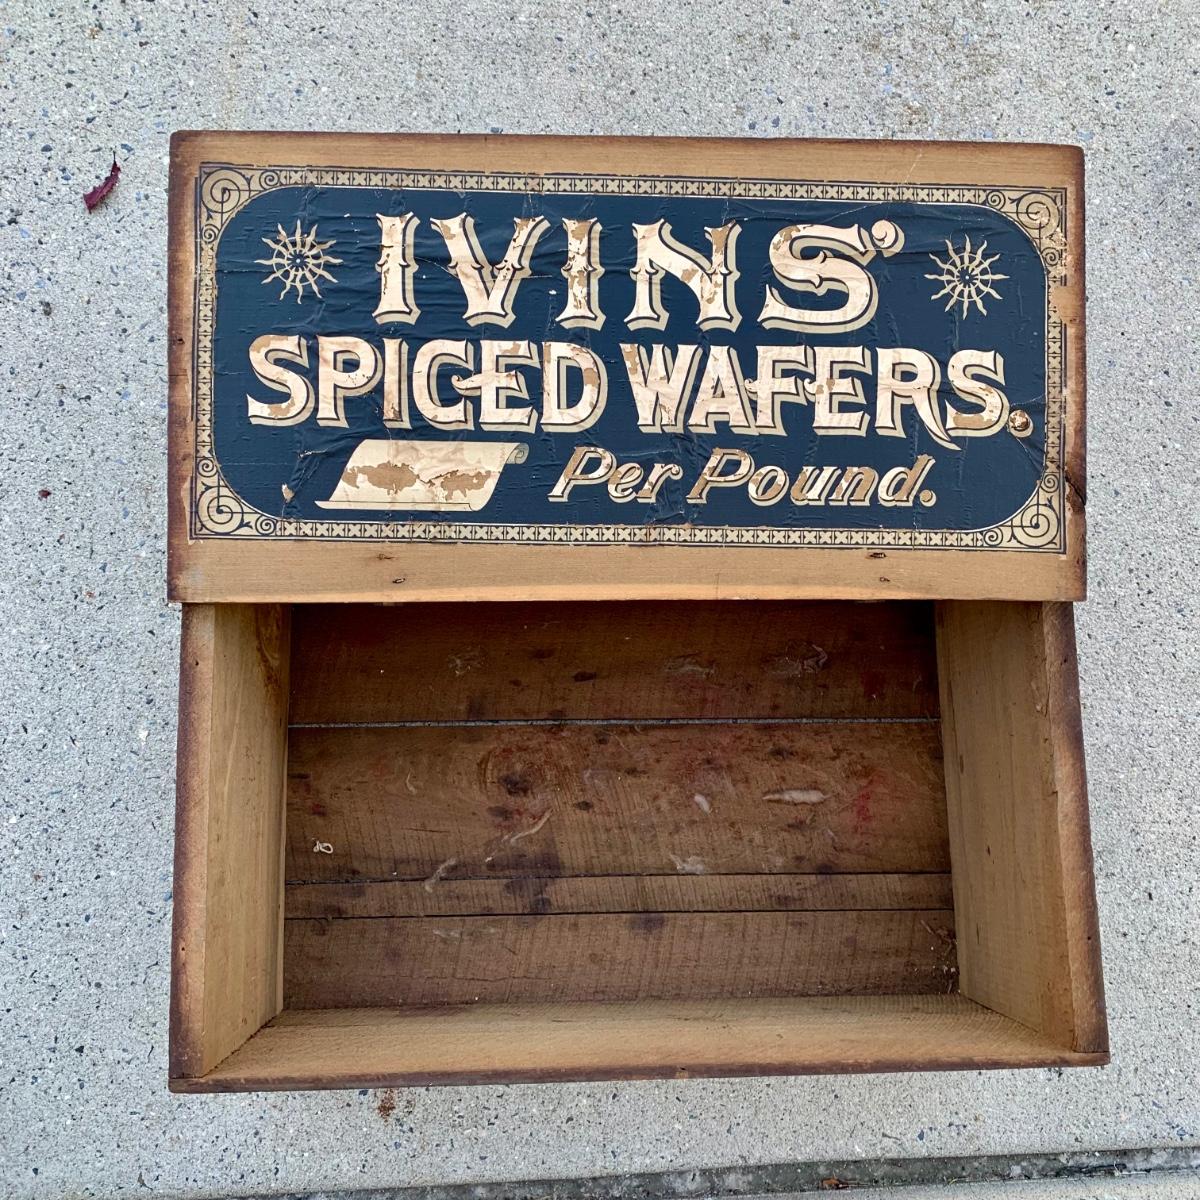 IVINS'
SPICED WAFERS.
Per Pound.